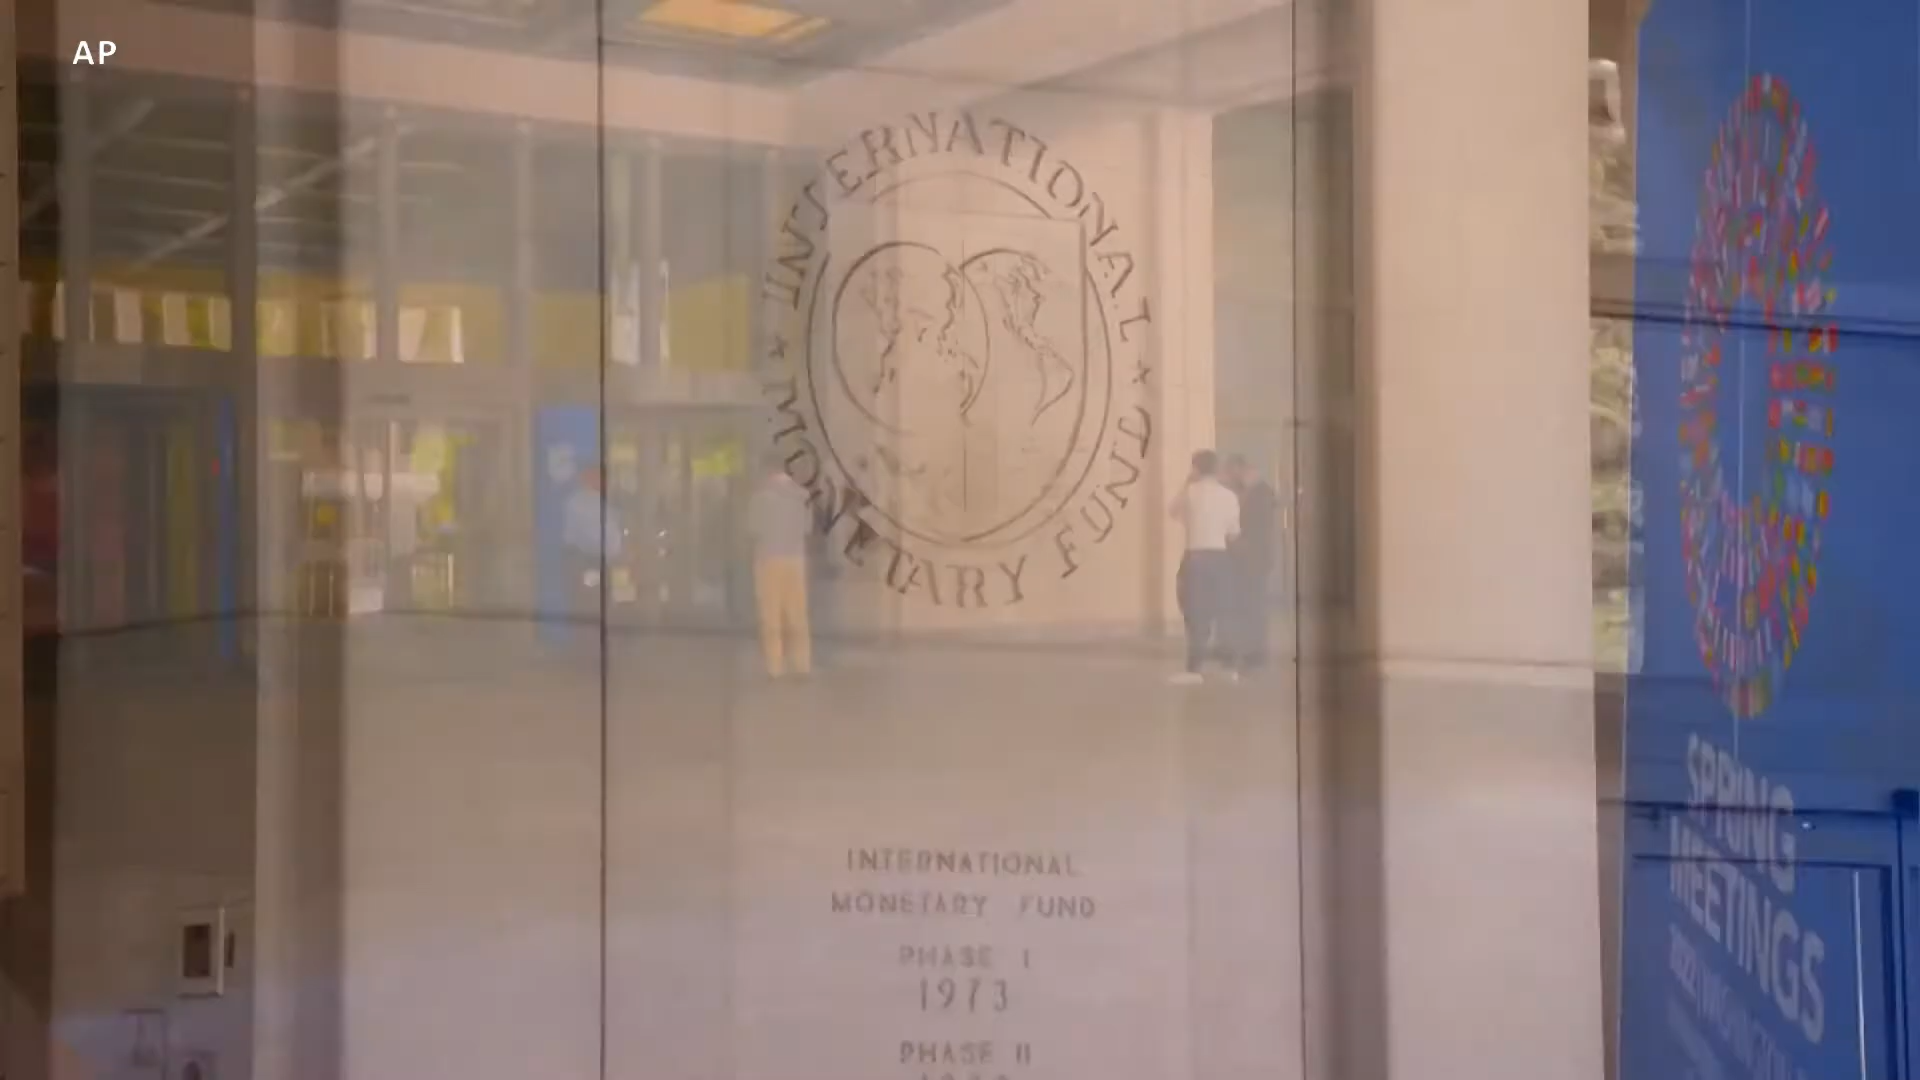 AP
INTERNATIONAL
MONETARY FUND
INTERNATIONAL
MONETARY FUND
PHASE I
1973
PHASE II
SPRING
MEETINGS